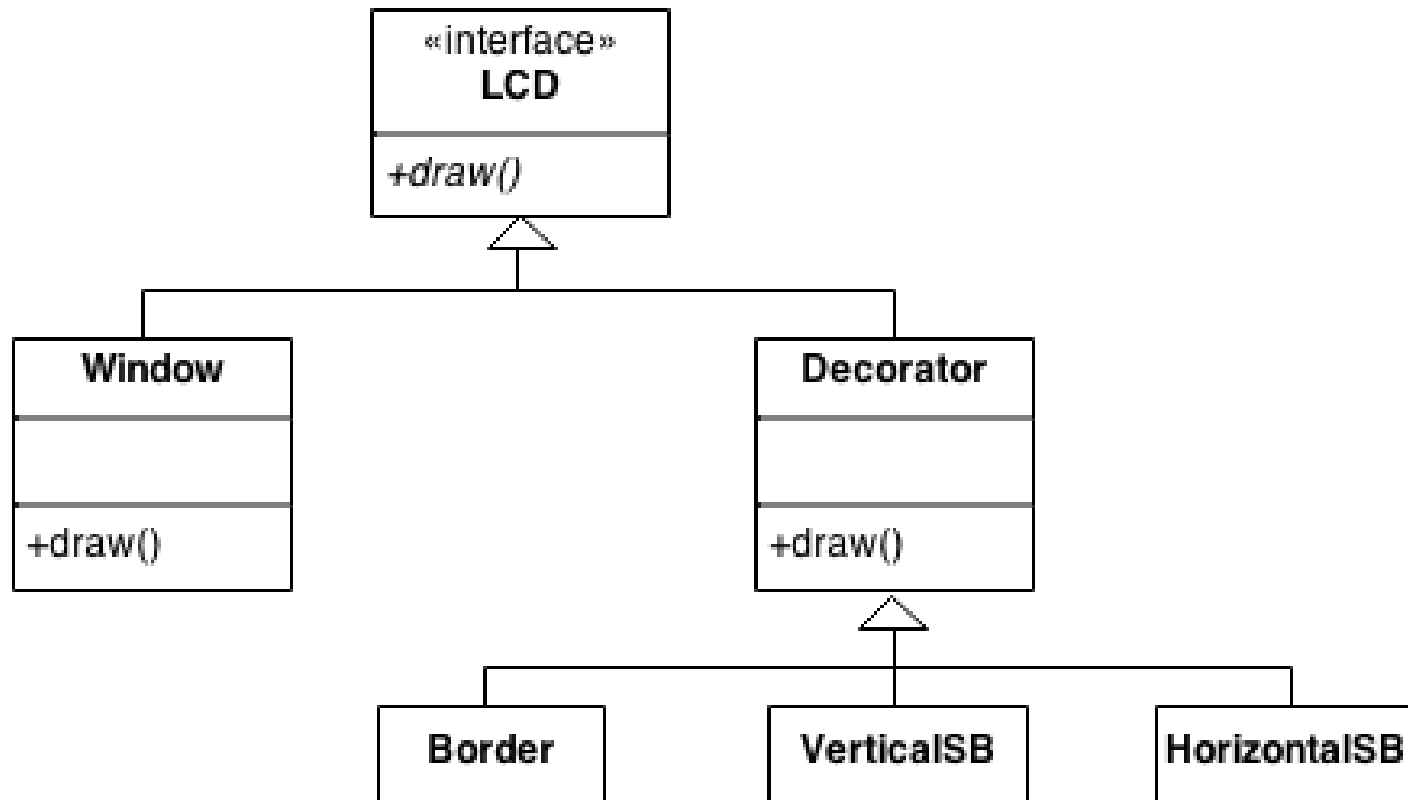 «interface»
LCD
+draw()
Window
Decorator
+draw()
+draw()
Border
VerticalSB
HorizontalSB